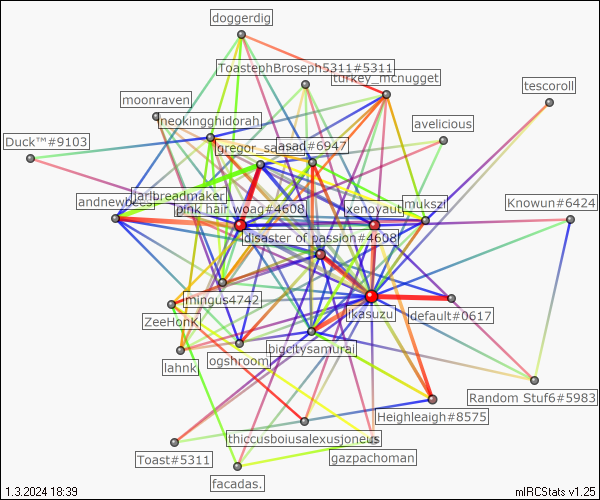 doggerdig
ToastephBroseph5311#5311
turkey_mcnugget
tescoroll
moonraven
neokingghidorah
avelicious
Duck™#9103
gregor_sa
asad#6947
jarlbreadmaker
andnewbees
pink hair woag#4608
xenoyaut
mukszil
Knowun#6424
disaster of passion#4608
mingus4742
ZeeHonK
ikasuzu
default#0617
ogshroom
bigcitysamurai
lahnk
Random Stuf6#5983
Heighleaigh#8575
thiccusboiusalexusjoneus
Toast#5311
gazpachoman
facadas.
1.3.2024 18:39
mIRCStats v1.25